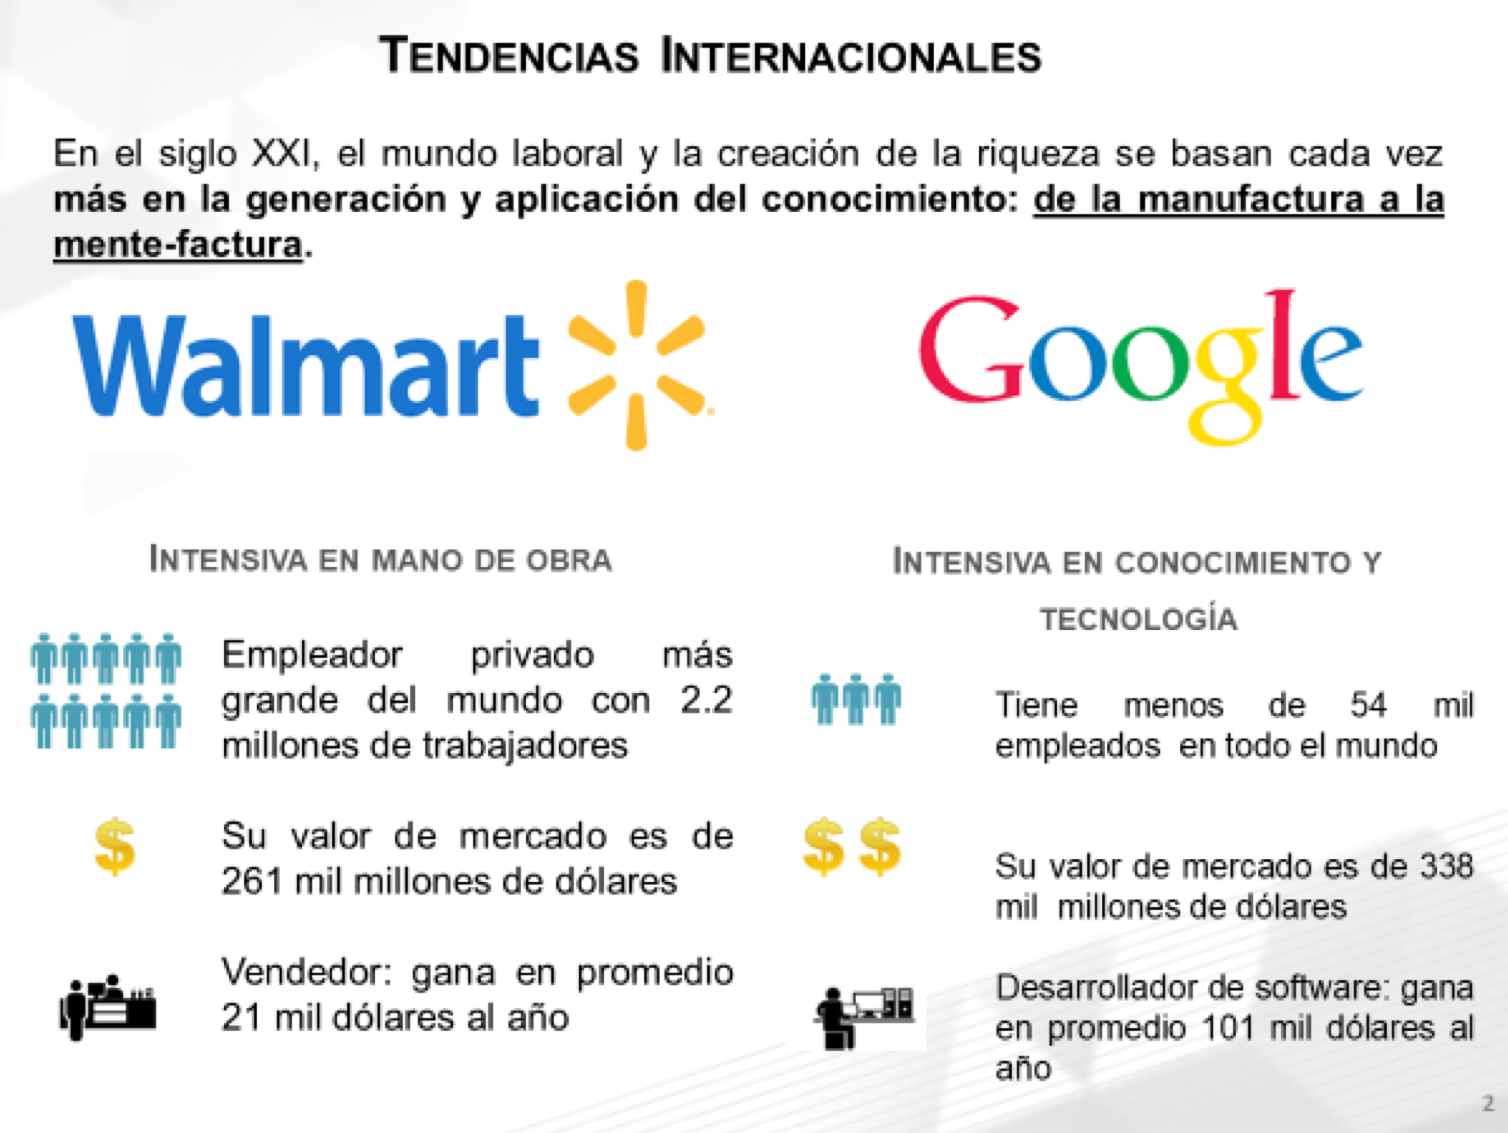 TENDENCIAS INTERNACIONALES
En el siglo XXI, el mundo laboral y la creación de la riqueza se basan cada vez
más en la generación y aplicación del conocimiento: de la manufactura a la
mente-factura.
Walmart
Google
INTENSIVA EN MANO DE OBRA
Empleador privado más
grande del mundo con 2.2
millones de trabajadores
Su valor de mercado es de
261 mil millones de dólares
Vendedor: gana en promedio
21 mil dólares al año
INTENSIVA EN CONOCIMIENTO Y
TECNOLOGÍA
Tiene menos de 54 mil
empleados en todo el mundo
Su valor de mercado es de 338
mil millones de dólares
Desarrollador de software: gana
en promedio 101 mil dólares al
año
2